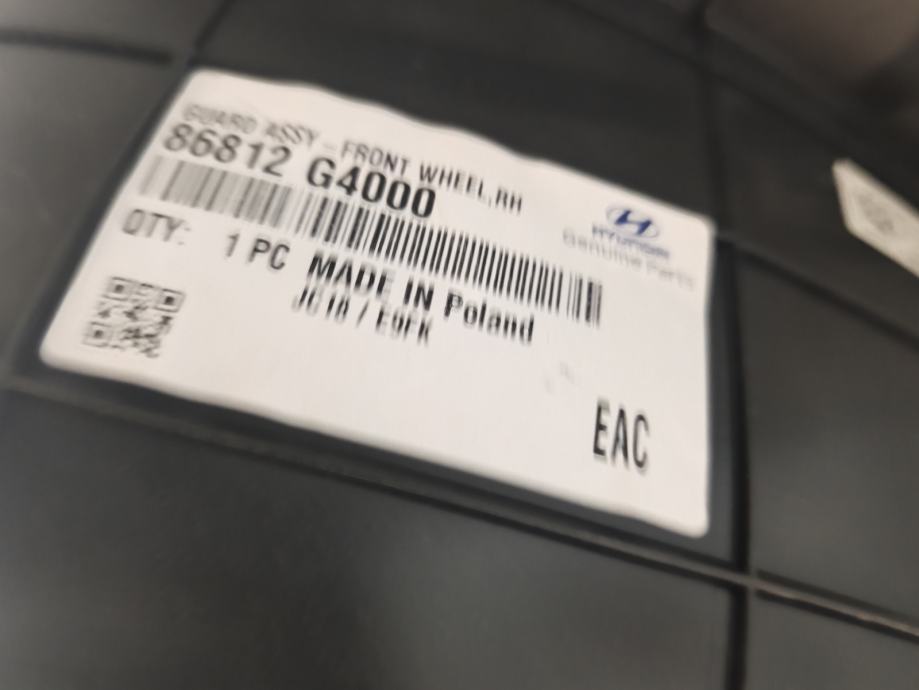 GUARD ASSY - FRONT WHEEL,RH
86812 G4000
HYUNDAI
Genuine Parts
QTY: 1 PC
MADE IN Poland
EAC